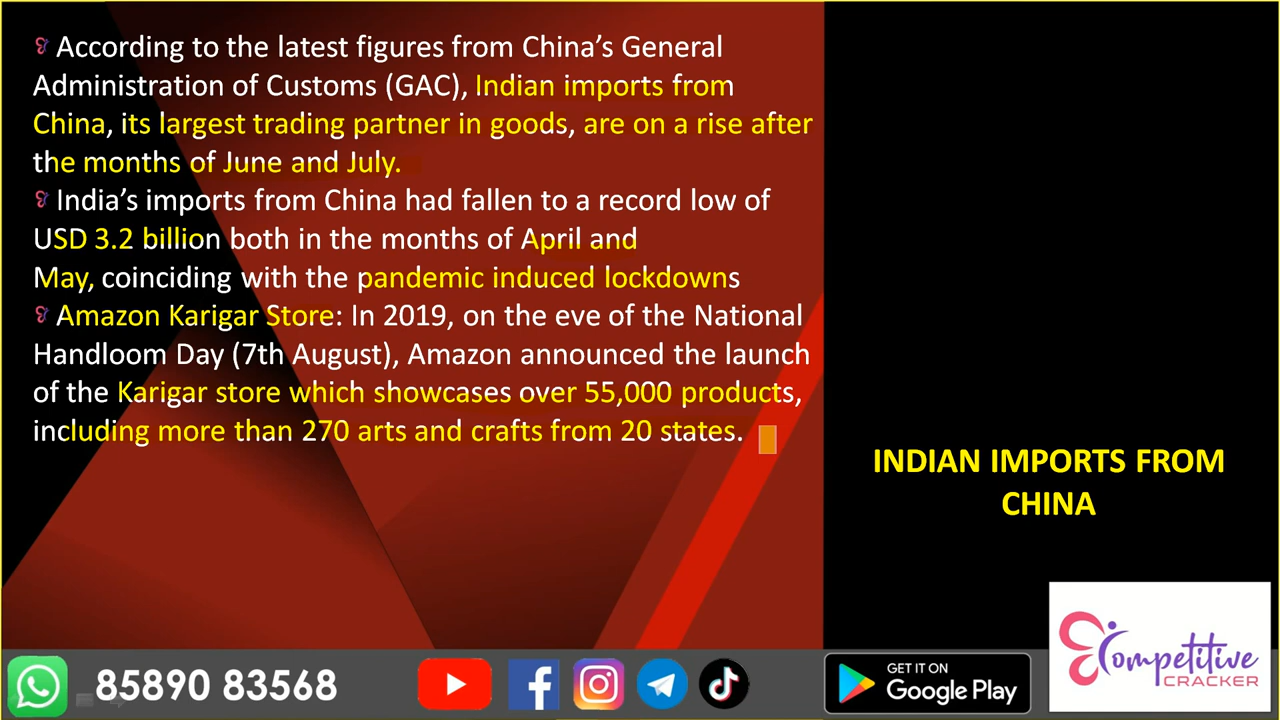 According to the latest figures from China’s General
Administration of Customs (GAC), Indian imports from
China, its largest trading partner in goods, are on a rise after
the months of June and July.
India’s imports from China had fallen to a record low of
USD 3.2 billion both in the months of April and
May, coinciding with the pandemic induced lockdowns
Amazon Karigar Store: In 2019, on the eve of the National
Handloom Day (7th August), Amazon announced the launch
of the Karigar store which showcases over 55,000 products,
including more than 270 arts and crafts from 20 states.
INDIAN IMPORTS FROM
CHINA
85890 83568
GET IT ON
Google Play
Competitive
CRACKER